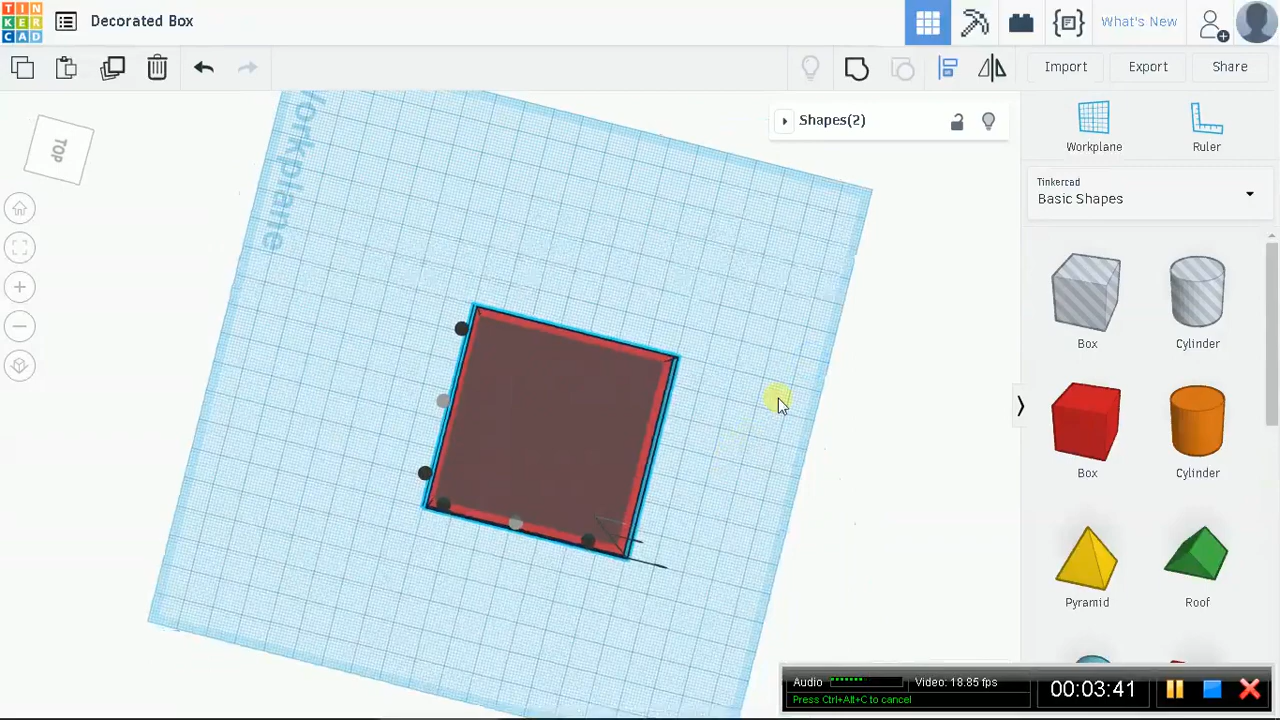 TIN
KER
CAD
Decorated Box
What's New
Import
Export
Share
Shapes(2)
TOP
Workplane
Workplane
Ruler
Tinkercad
Basic Shapes
Box
Cylinder
Box
Cylinder
Pyramid
Roof
Audio
Video: 18.85 fps
Press Ctrl+Alt+C to cancel
00:03:41